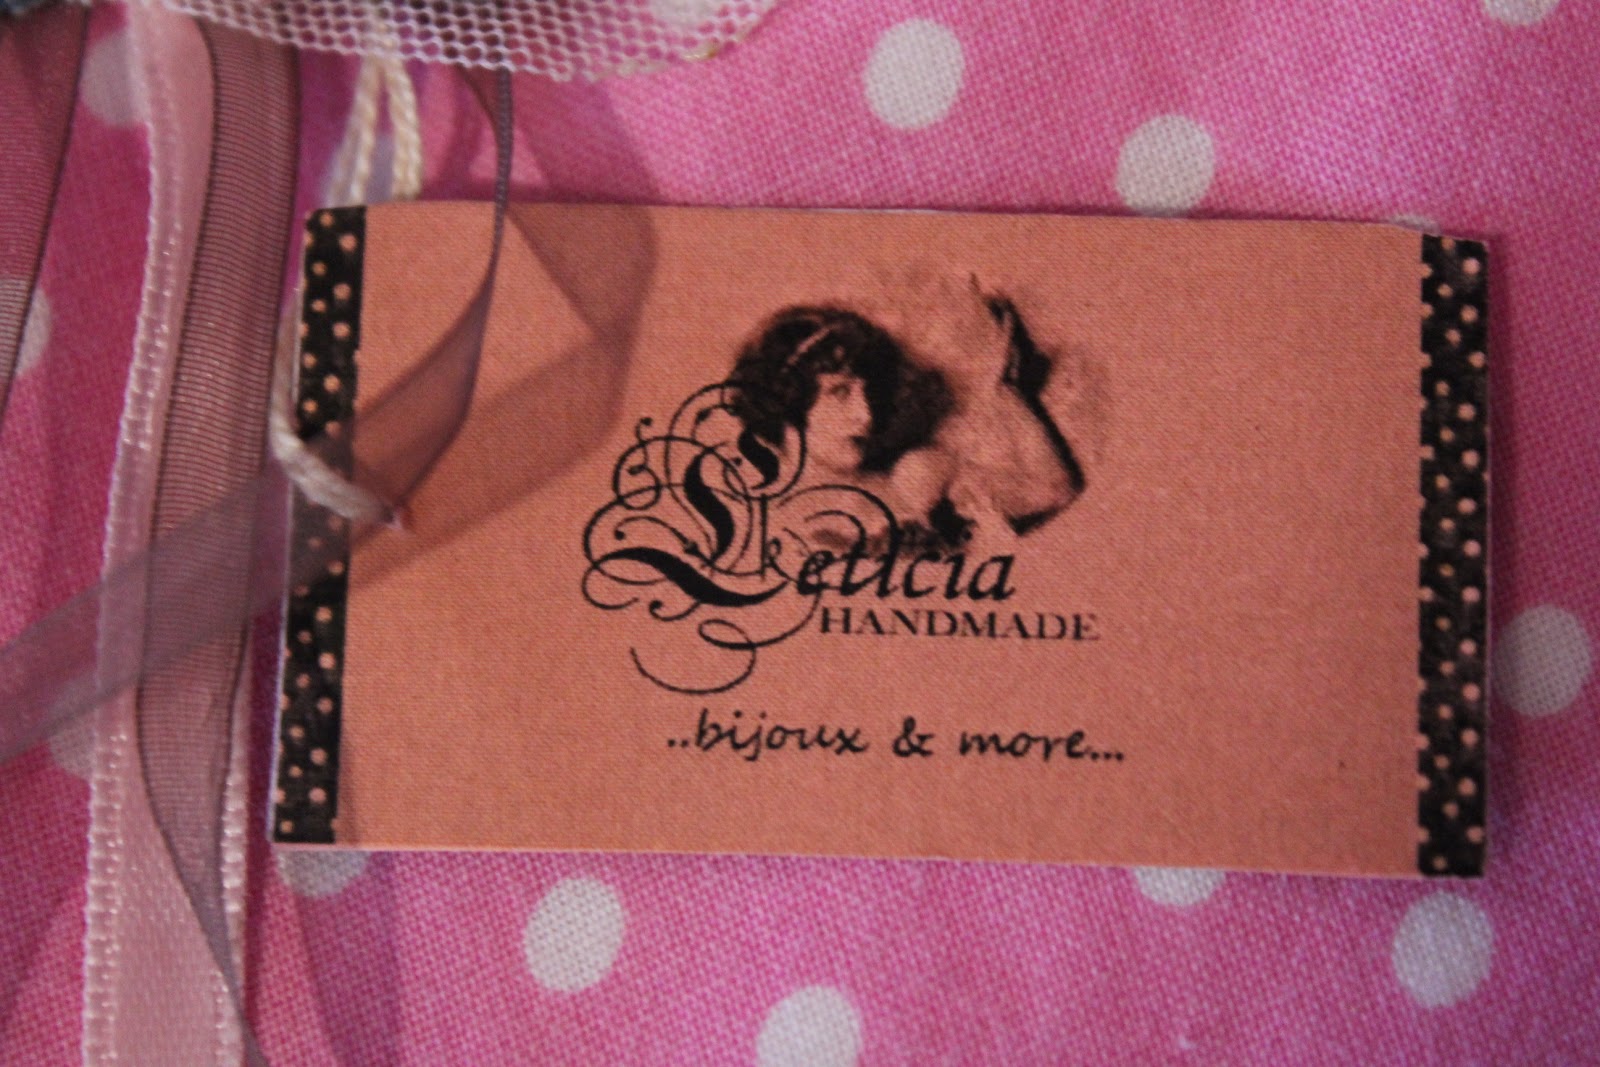 Leticia
HANDMADE
..bijoux & more...